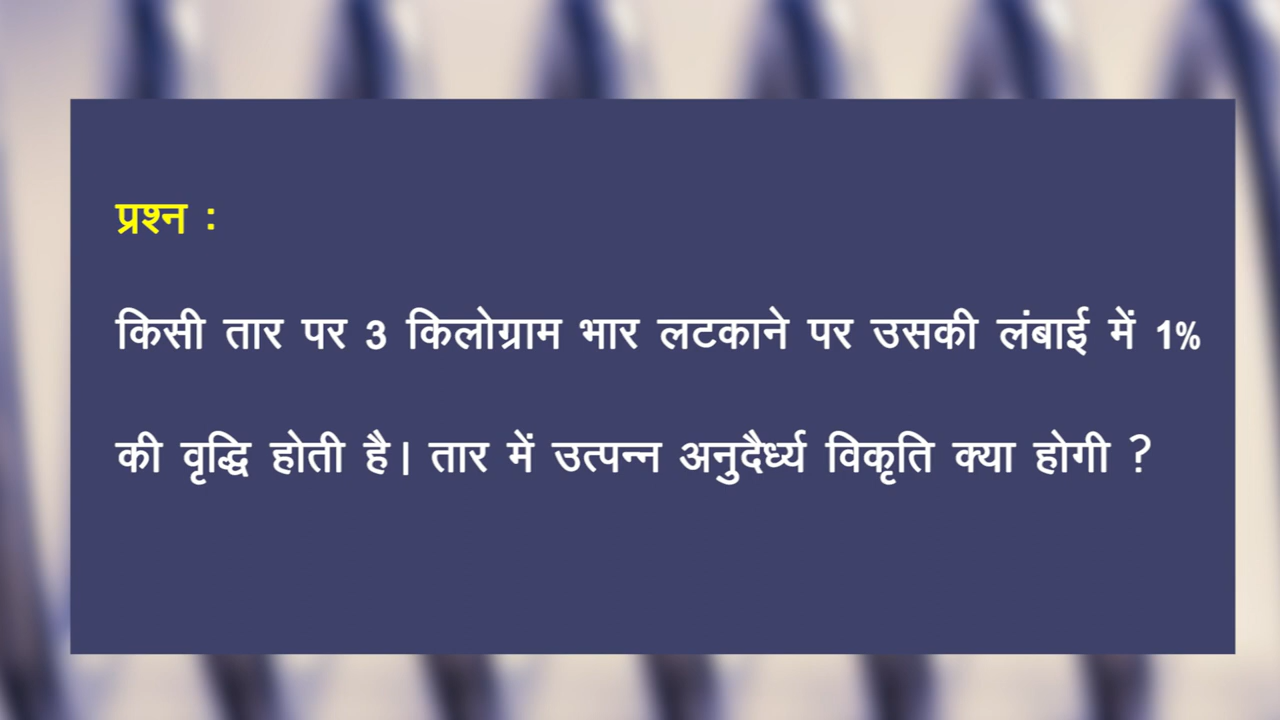 प्रश्न :
किसी तार पर 3 किलोग्राम भार लटकाने पर उसकी लंबाई में 1%
की वृद्धि होती है। तार में उत्पन्न अनुदैर्ध्य विकृति क्या होगी ?